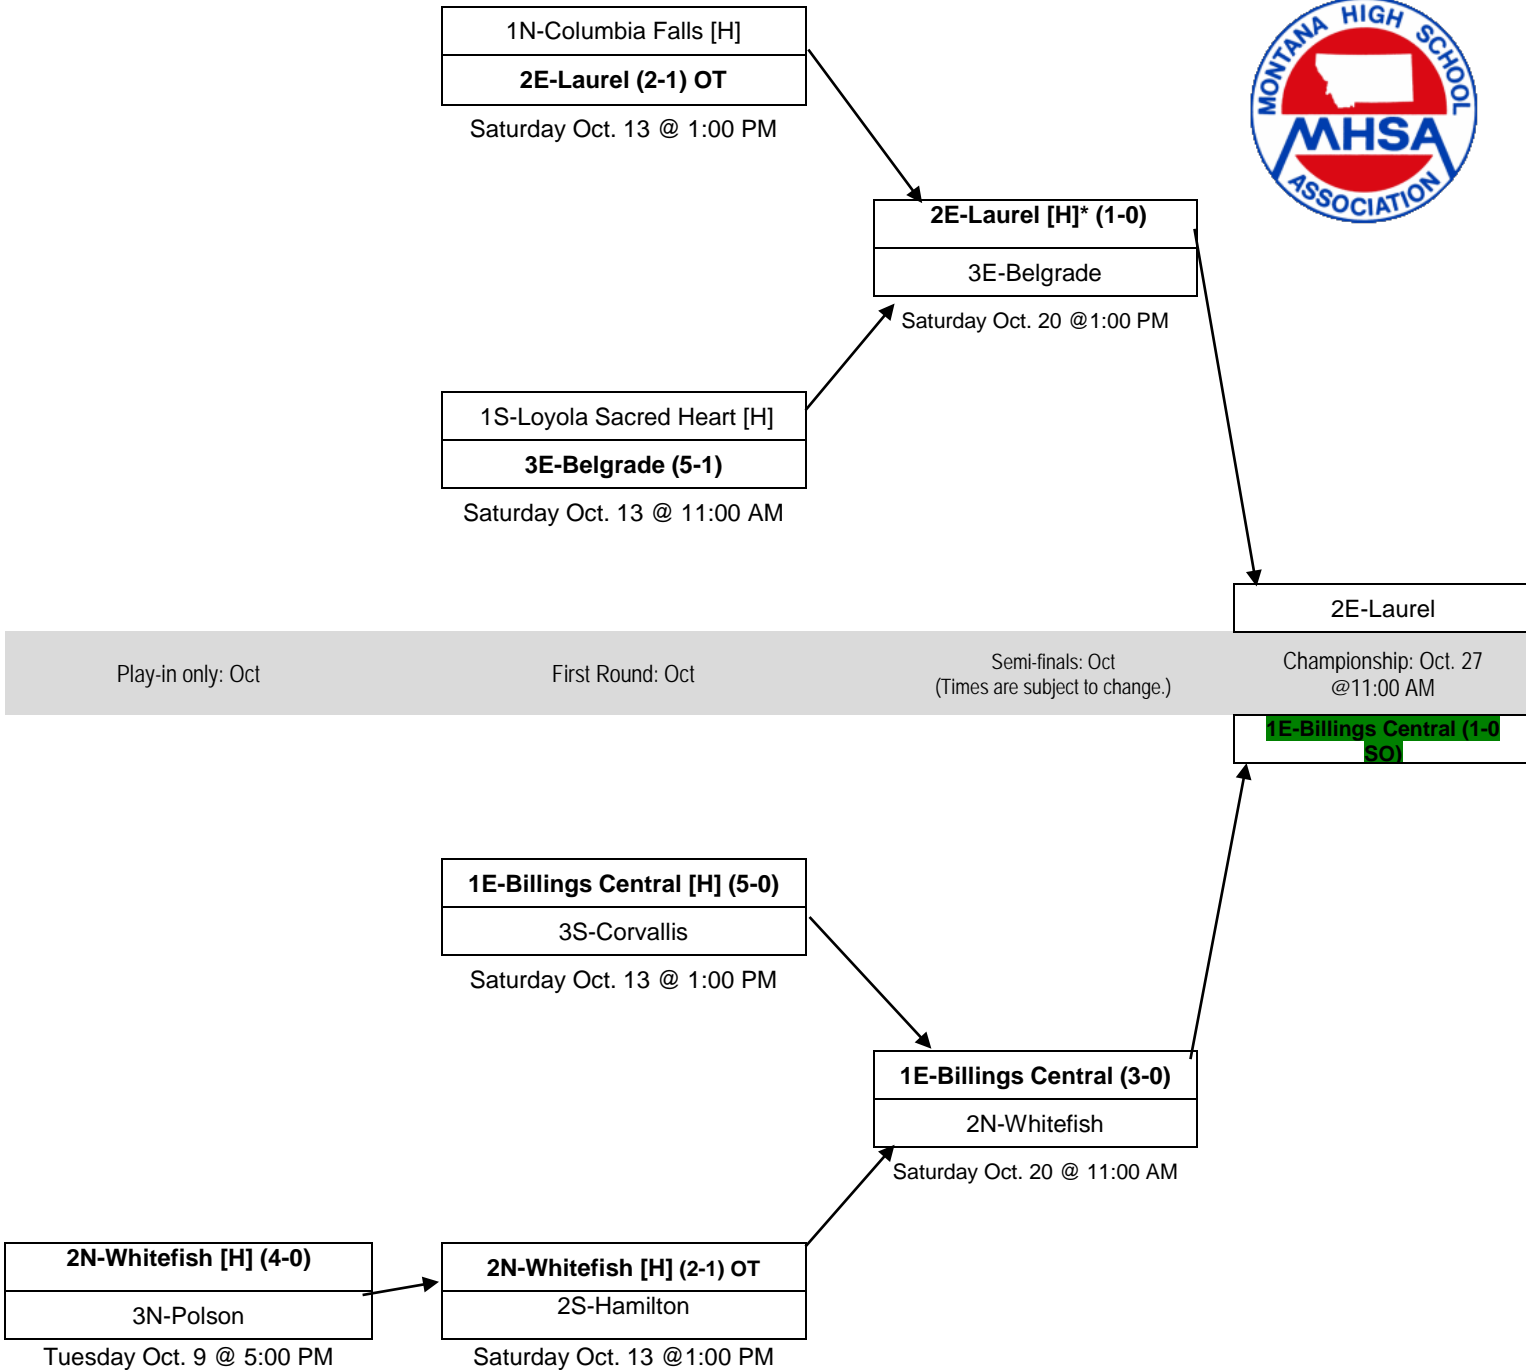 1N-Columbia Falls [H]
2E-Laurel (2-1) OT
Saturday Oct. 13 @ 1:00 PM
MONTANA HIGH SCHOOL
MHSA
ASSOCIATION
2E-Laurel [H]* (1-0)
3E-Belgrade
Saturday Oct. 20 @1:00 PM
1S-Loyola Sacred Heart [H]
3E-Belgrade (5-1)
Saturday Oct. 13 @ 11:00 AM
2E-Laurel
Play-in only: Oct
First Round: Oct
Semi-finals: Oct
(Times are subject to change.)
Championship: Oct. 27
@11:00 AM
1E-Billings Central (1-0
SO)
1E-Billings Central [H] (5-0)
3S-Corvallis
Saturday Oct. 13 @ 1:00 PM
1E-Billings Central (3-0)
2N-Whitefish
Saturday Oct. 20 @ 11:00 AM
2N-Whitefish [H] (4-0)
3N-Polson
Tuesday Oct. 9 @ 5:00 PM
2N-Whitefish [H] (2-1) OT
2S-Hamilton
Saturday Oct. 13 @1:00 PM